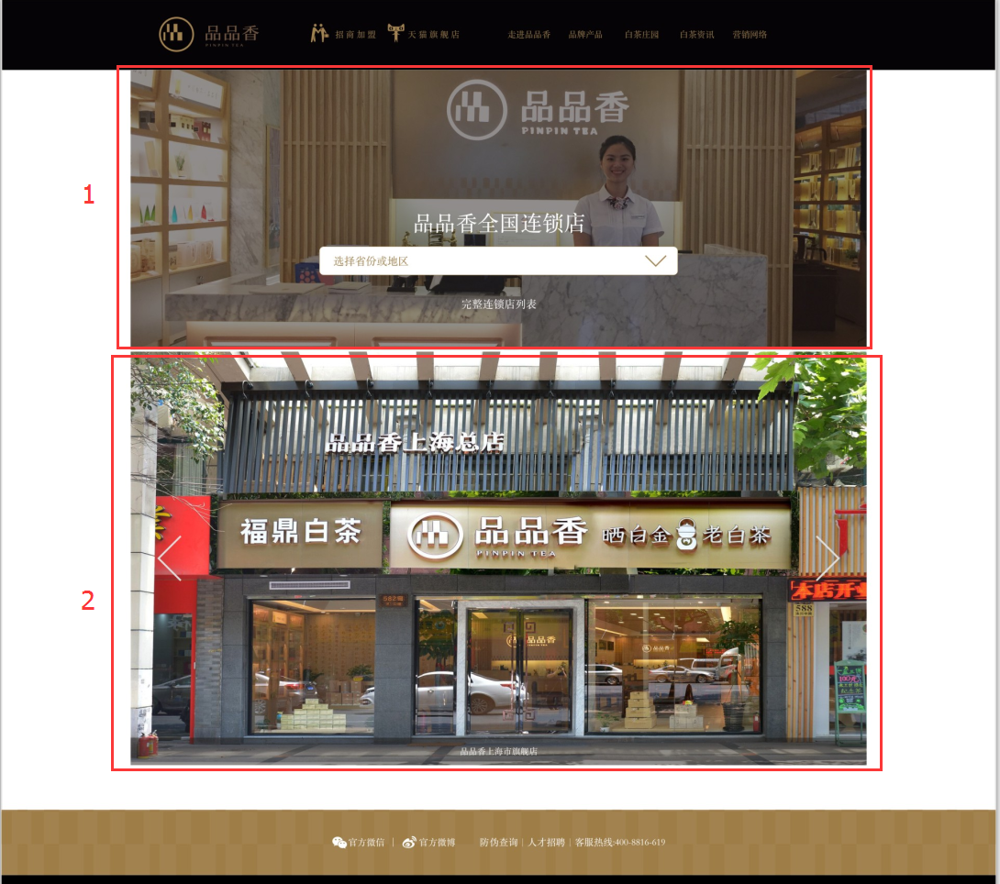 品品香
PINPIN TEA
招商加盟
天猫旗舰店
走进品品香
品牌产品
白茶庄园
白茶资讯
营销网络
1
品品香
PINPIN TEA
品品香全国连锁店
选择省份或地区
完整连锁店列表
2
品品香上海总店
福鼎白茶
品品香
PINPIN TEA
晒白金
老白茶
本店开业
588
品品香
品品香
品品香上海市旗舰店
官方微信 | 官方微博
防伪查询 | 人才招聘 | 客服热线:400-8816-619